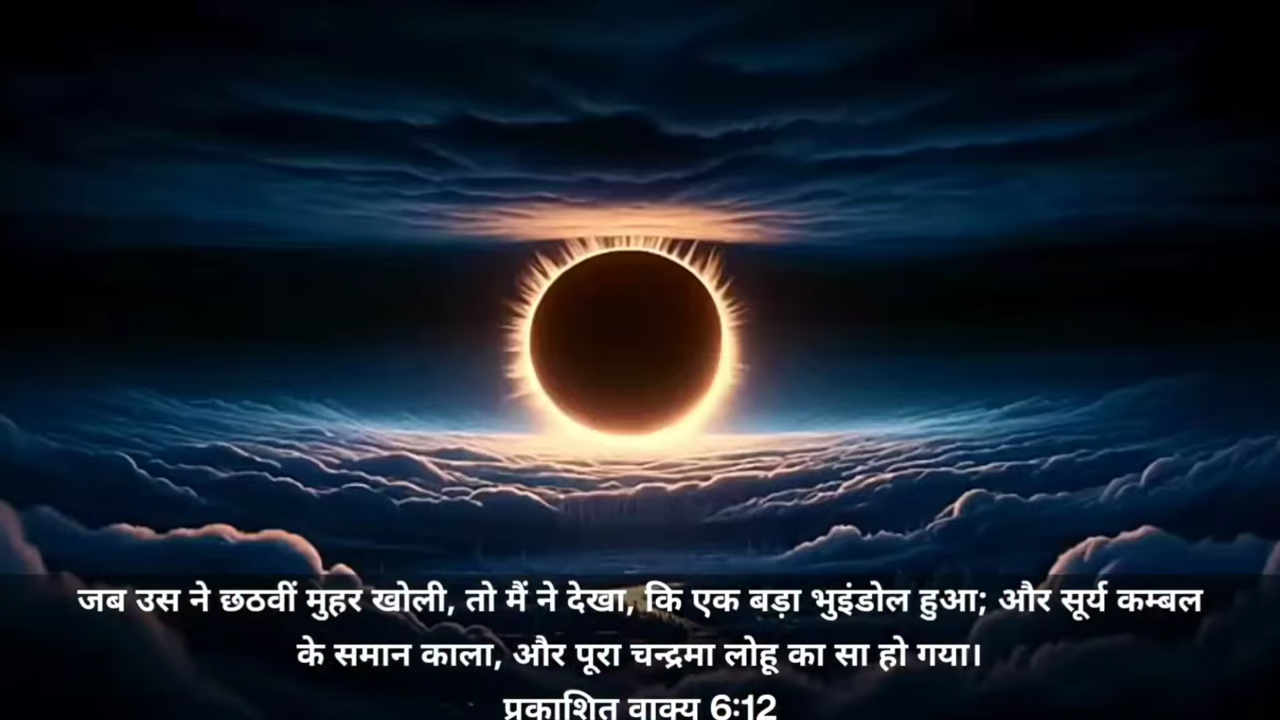 जब उस ने छठवीं मुहर खोली, तो मैं ने देखा, कि एक बड़ा भुइंडोल हुआ; और सूर्य कम्बल
के समान काला, और पूरा चन्द्रमा लोहू का सा हो गया।
प्रकाशित वाक्य 6:12